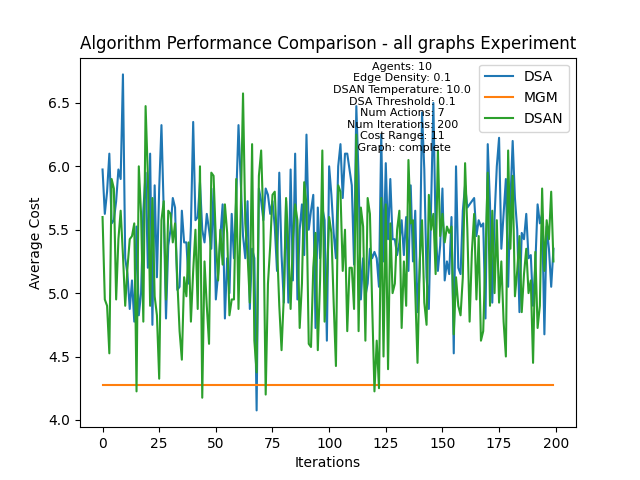 Algorithm Performance Comparison - all graphs Experiment
Agents: 10
Edge Density: 0.1
DSAN Temperature: 10.0
DSA Threshold: 0.1
Num Actions: 7
Num Iterations: 200
Cost Range: 11
Graph: complete
DSA
MGM
DSAN
Average Cost
6.5
6.0
5.5
5.0
4.5
4.0
0 25 50 75 100 125 150 175 200
Iterations